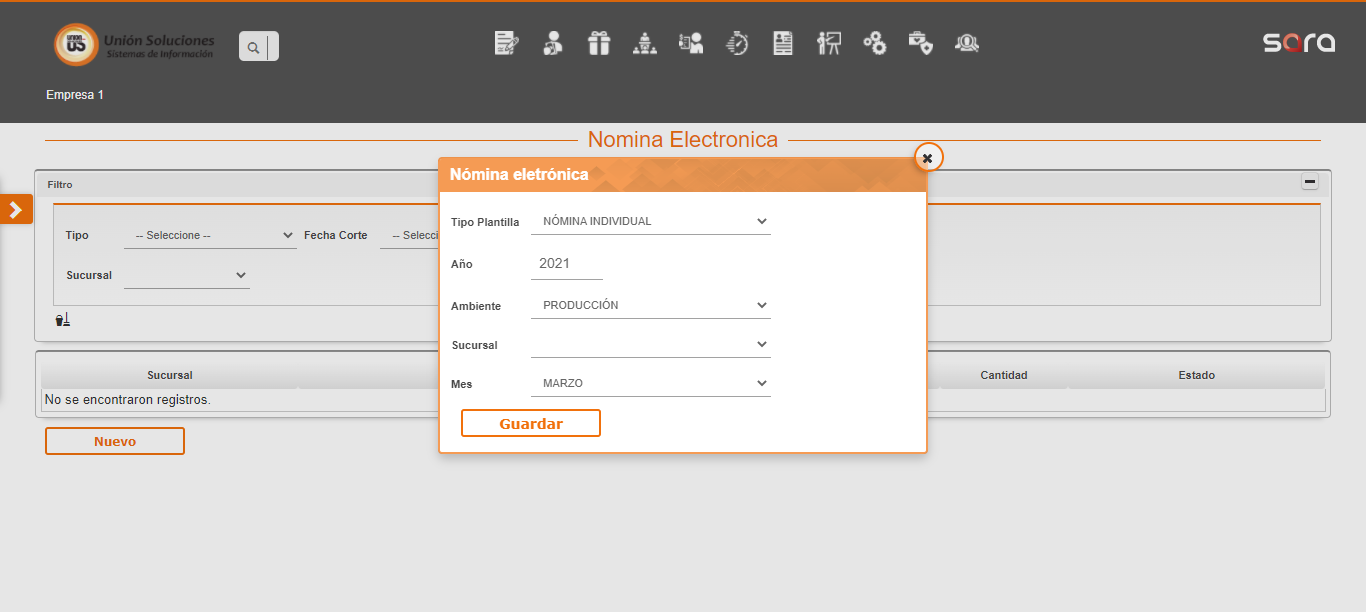 UNION
US
Unión Soluciones
Sistemas de Información
sara
Empresa 1
Nomina Electronica
Nómina eletrónica
Filtro
Tipo -- Seleccione -- Fecha Corte -- Selecci
Sucursal
Tipo Plantilla NÓMINA INDIVIDUAL
Año 2021
Ambiente PRODUCCIÓN
Sucursal
Mes MARZO
Guardar
Sucursal Cantidad Estado
No se encontraron registros.
Nuevo